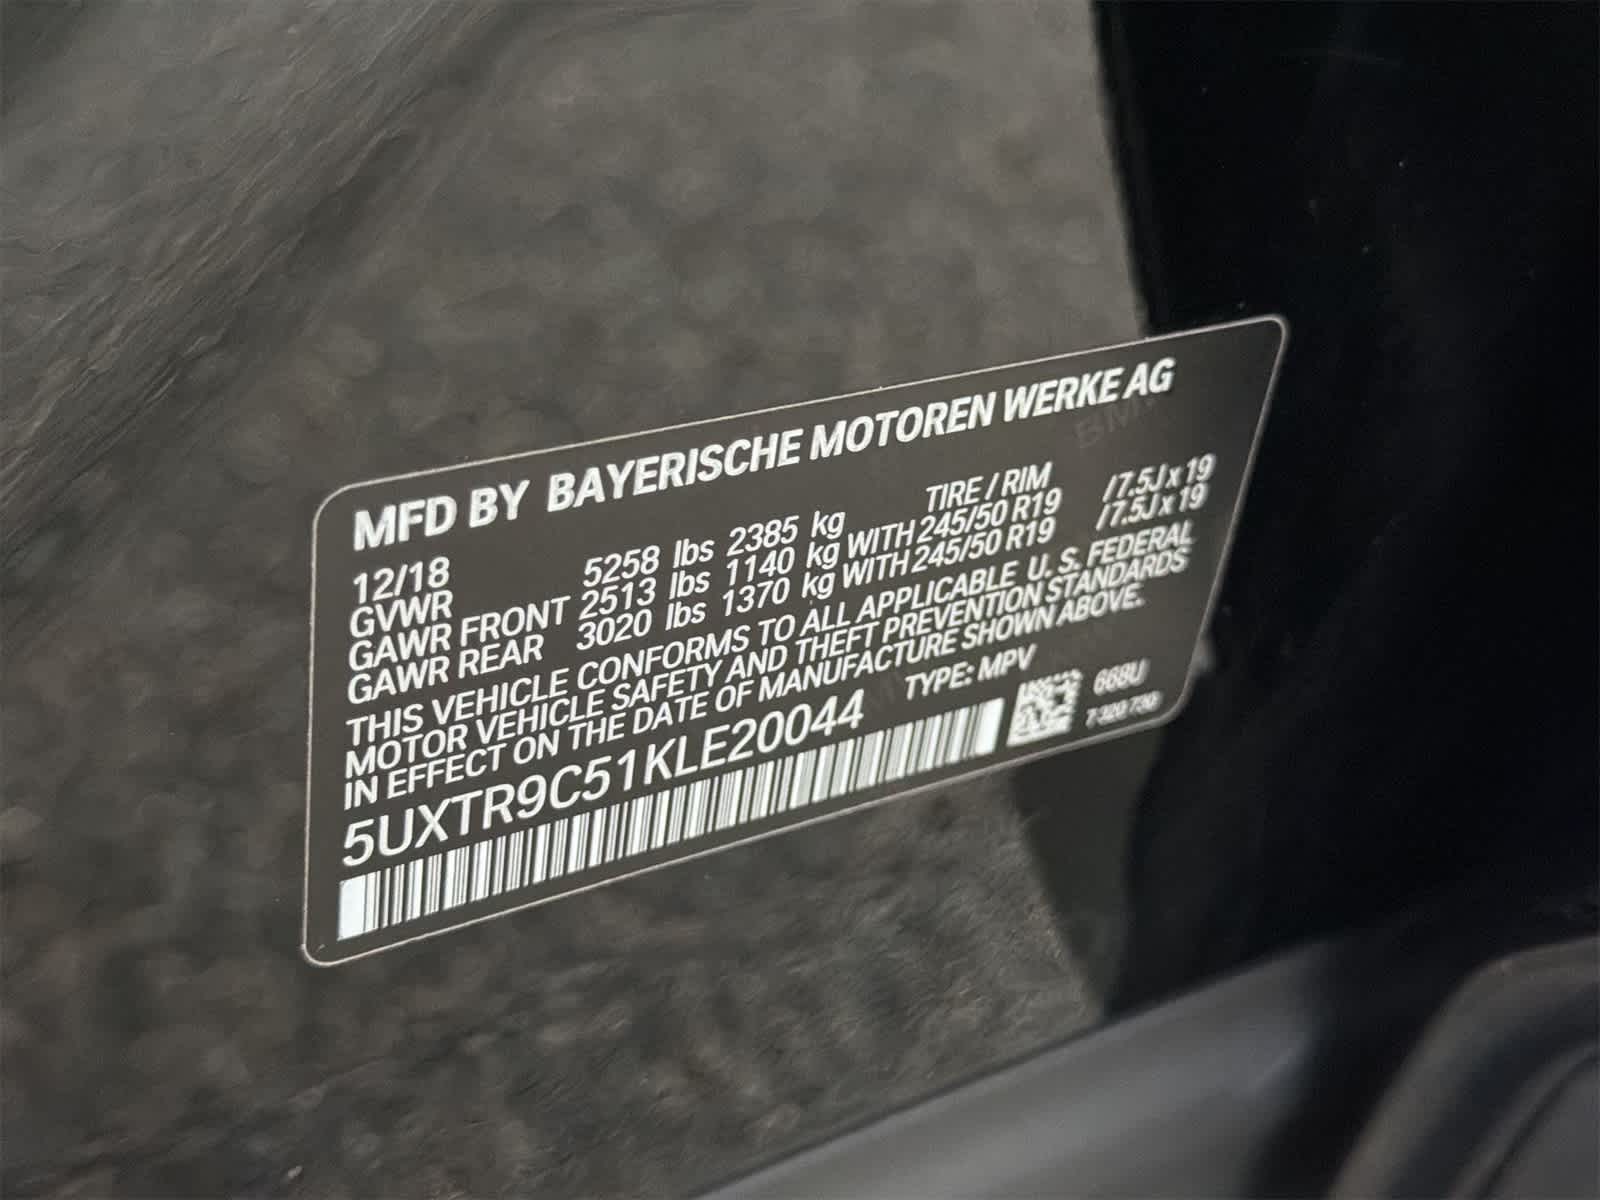 MFD BY BAYERISCHE MOTOREN WERKE AG
12/18 TIRE / RIM
GVWR 5258 lbs 2385 kg
GAWR FRONT 2513 lbs 1140 kg WITH 245/50 R19 /7.5J x 19
GAWR REAR 3020 lbs 1370 kg WITH 245/50 R19 /7.5J x 19
THIS VEHICLE CONFORMS TO ALL APPLICABLE U. S. FEDERAL
MOTOR VEHICLE SAFETY AND THEFT PREVENTION STANDARDS
IN EFFECT ON THE DATE OF MANUFACTURE SHOWN ABOVE.
5UXTR9C51KLE20044 TYPE: MPV
668U
7 320 730